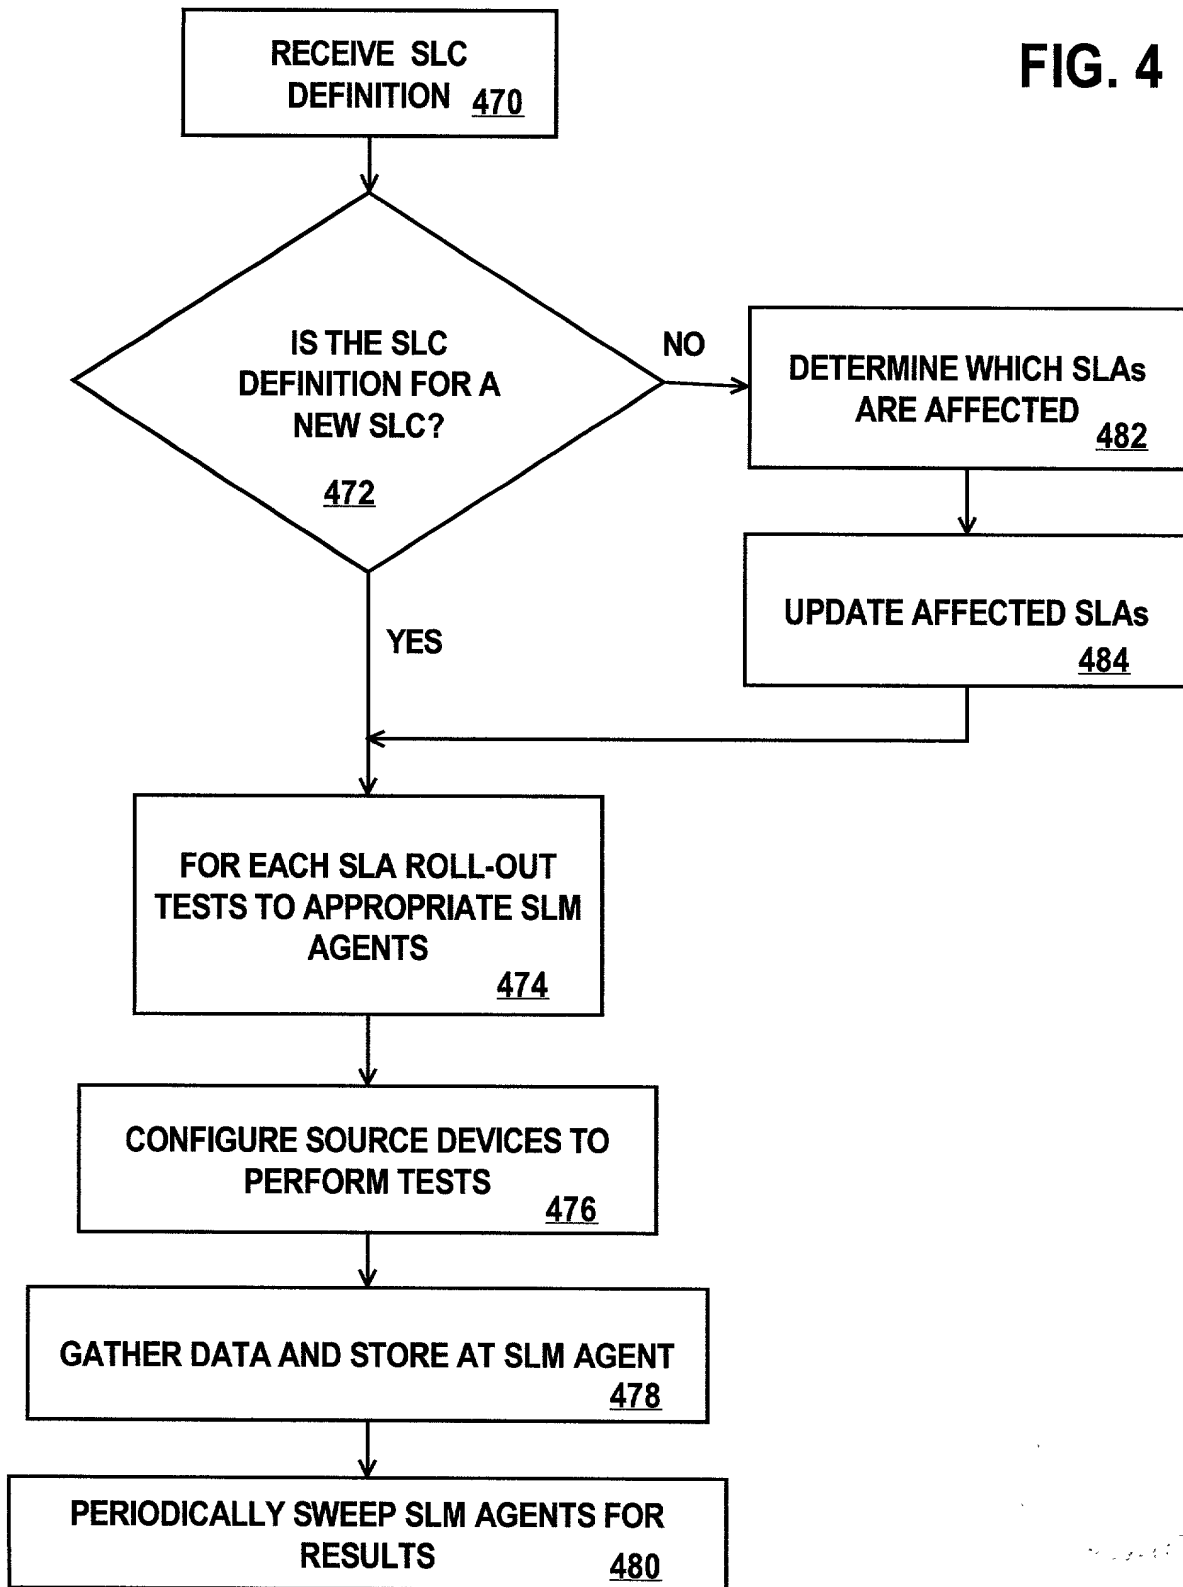 FIG. 4
RECEIVE SLC
DEFINITION 470
IS THE SLC
DEFINITION FOR A
NEW SLC?
472
NO
DETERMINE WHICH SLAs
ARE AFFECTED
482
UPDATE AFFECTED SLAs
484
YES
FOR EACH SLA ROLL-OUT
TESTS TO APPROPRIATE SLM
AGENTS
474
CONFIGURE SOURCE DEVICES TO
PERFORM TESTS
476
GATHER DATA AND STORE AT SLM AGENT
478
PERIODICALLY SWEEP SLM AGENTS FOR
RESULTS
480